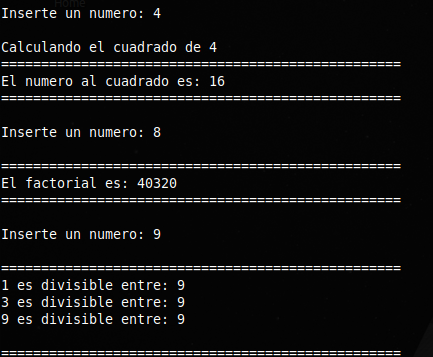 Inserte un numero: 4
Calculando el cuadrado de 4
==================================================
El numero al cuadrado es: 16
==================================================
Inserte un numero: 8
==================================================
El factorial es: 40320
==================================================
Inserte un numero: 9
==================================================
1 es divisible entre: 9
3 es divisible entre: 9
9 es divisible entre: 9
==================================================